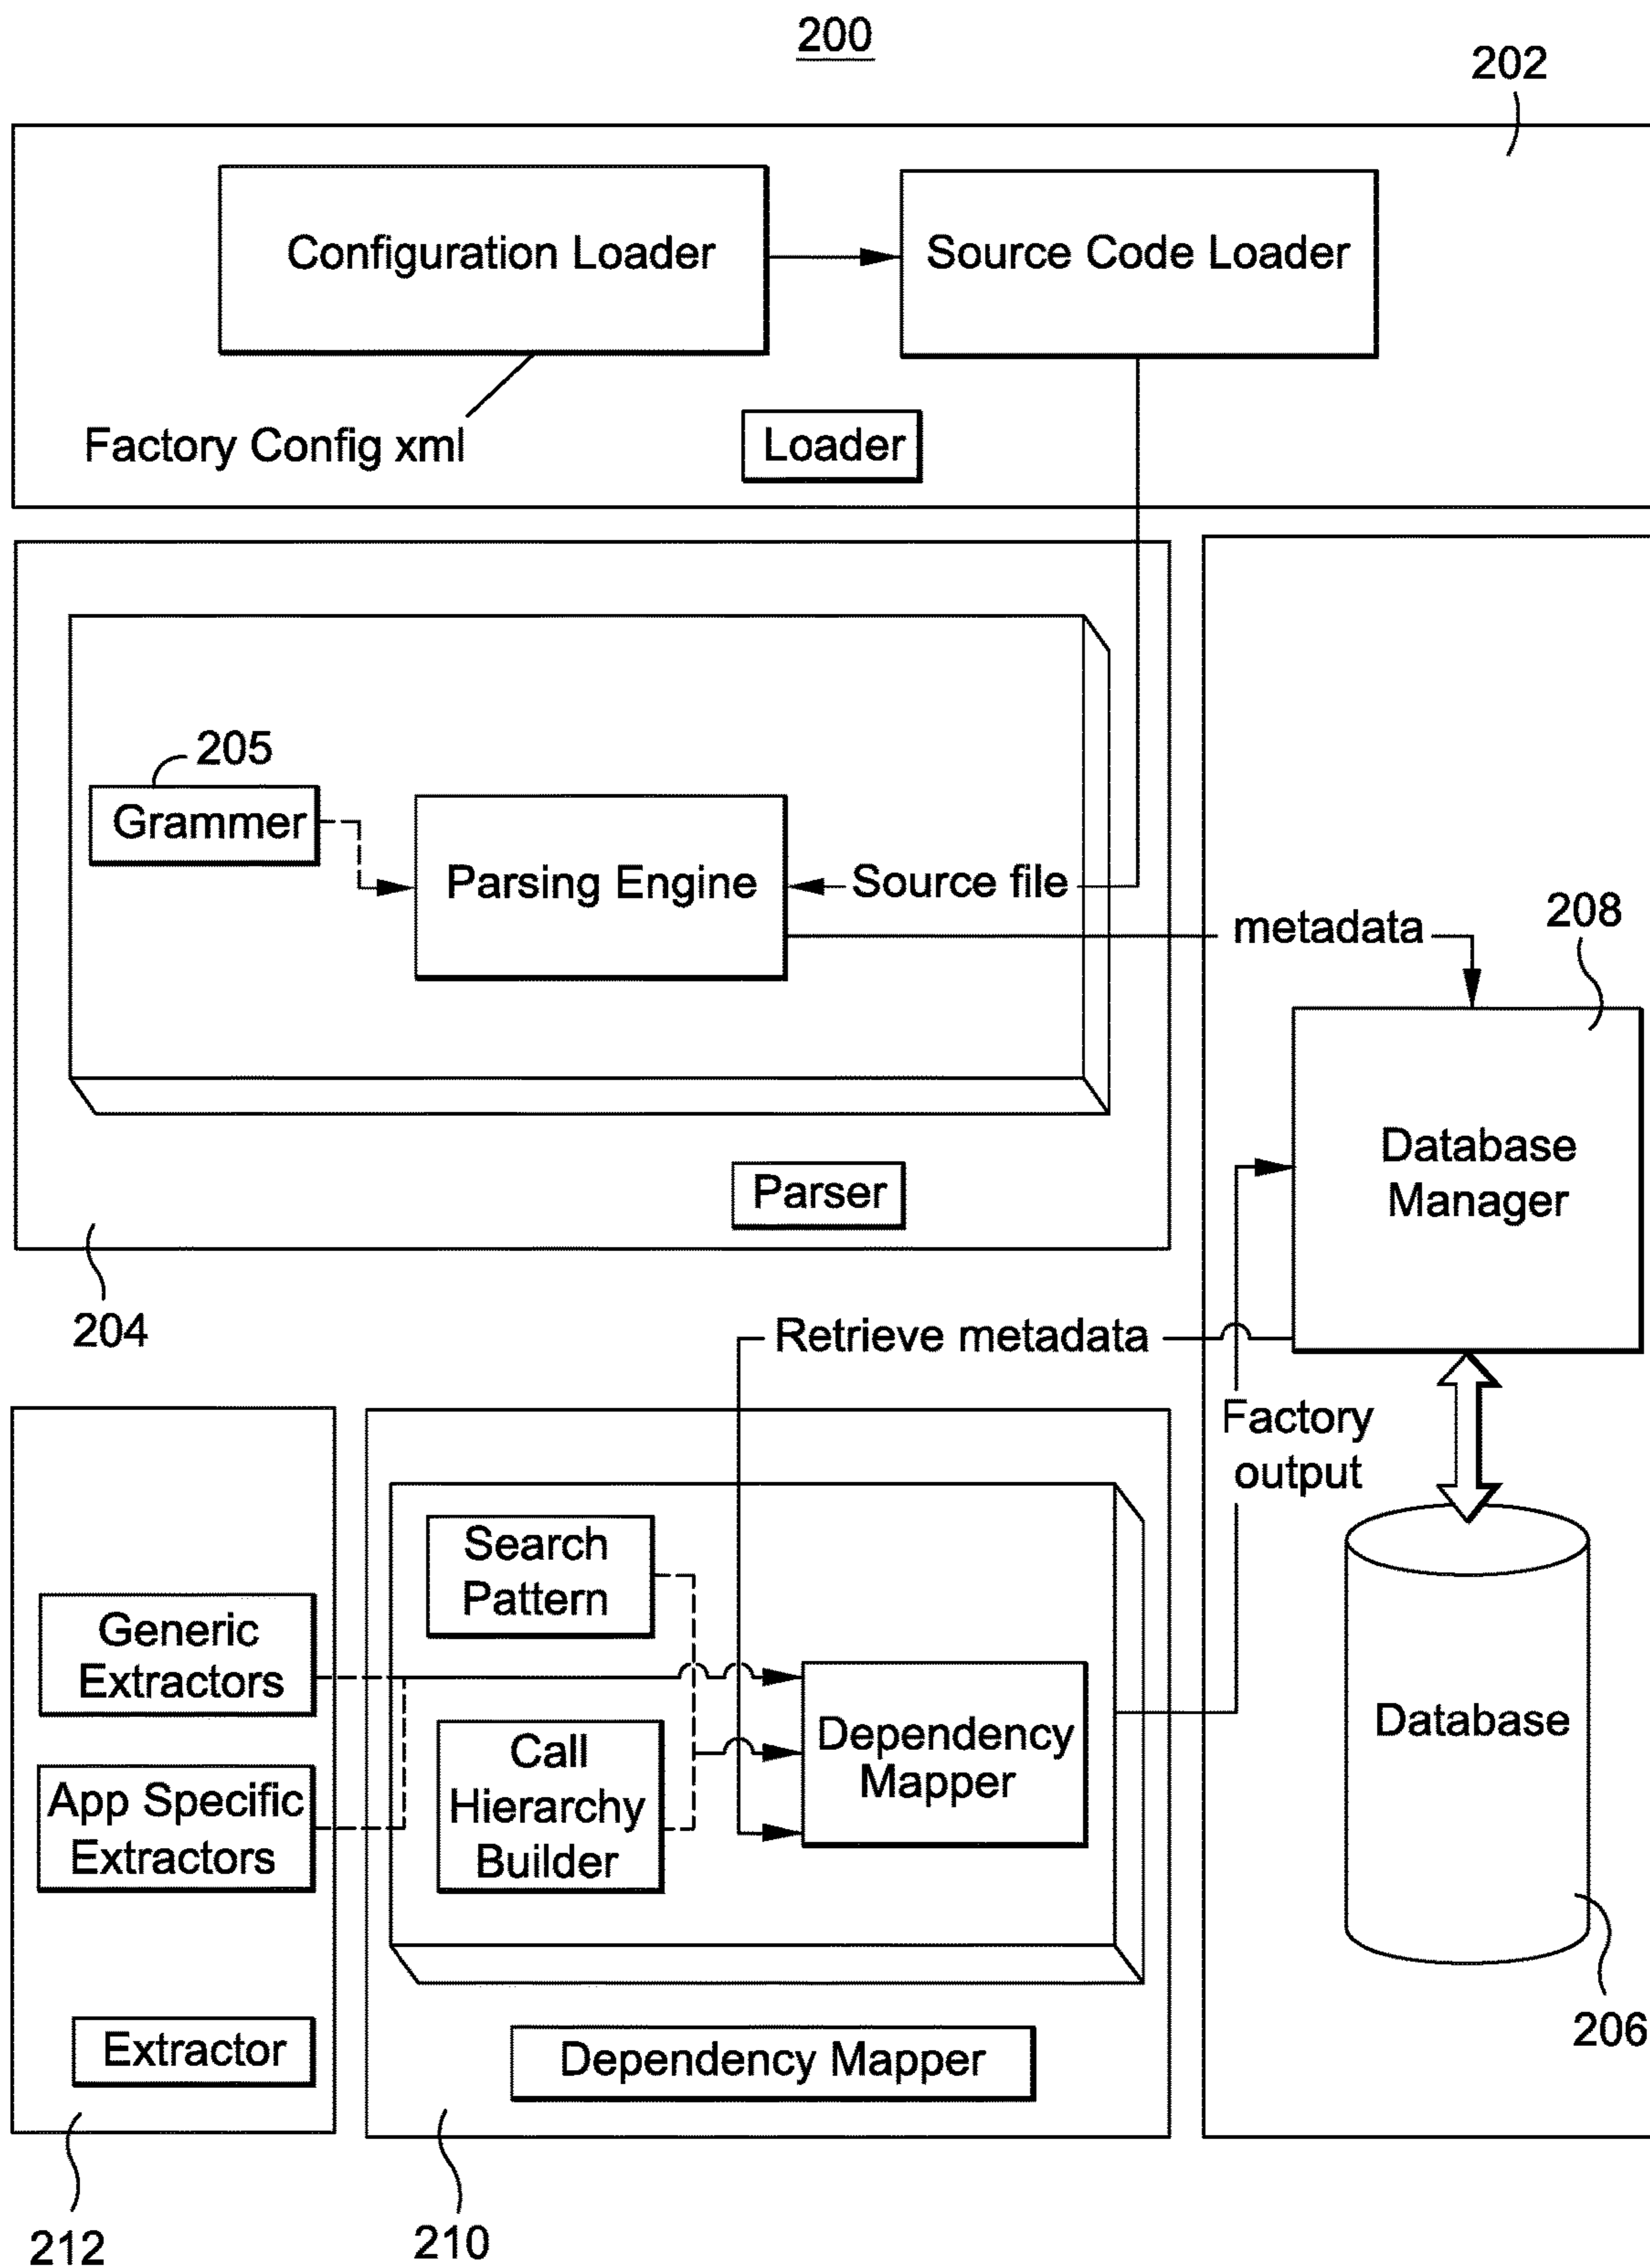 200
202
Configuration Loader
Source Code Loader
Factory Config xml
Loader
205
Grammer
Parsing Engine
Source file
metadata
208
Database
Manager
Parser
204
Retrieve metadata
Factory
output
Search
Pattern
Generic
Extractors
Call
Hierarchy
Builder
Dependency
Mapper
App Specific
Extractors
Database
Extractor
Dependency Mapper
206
212
210